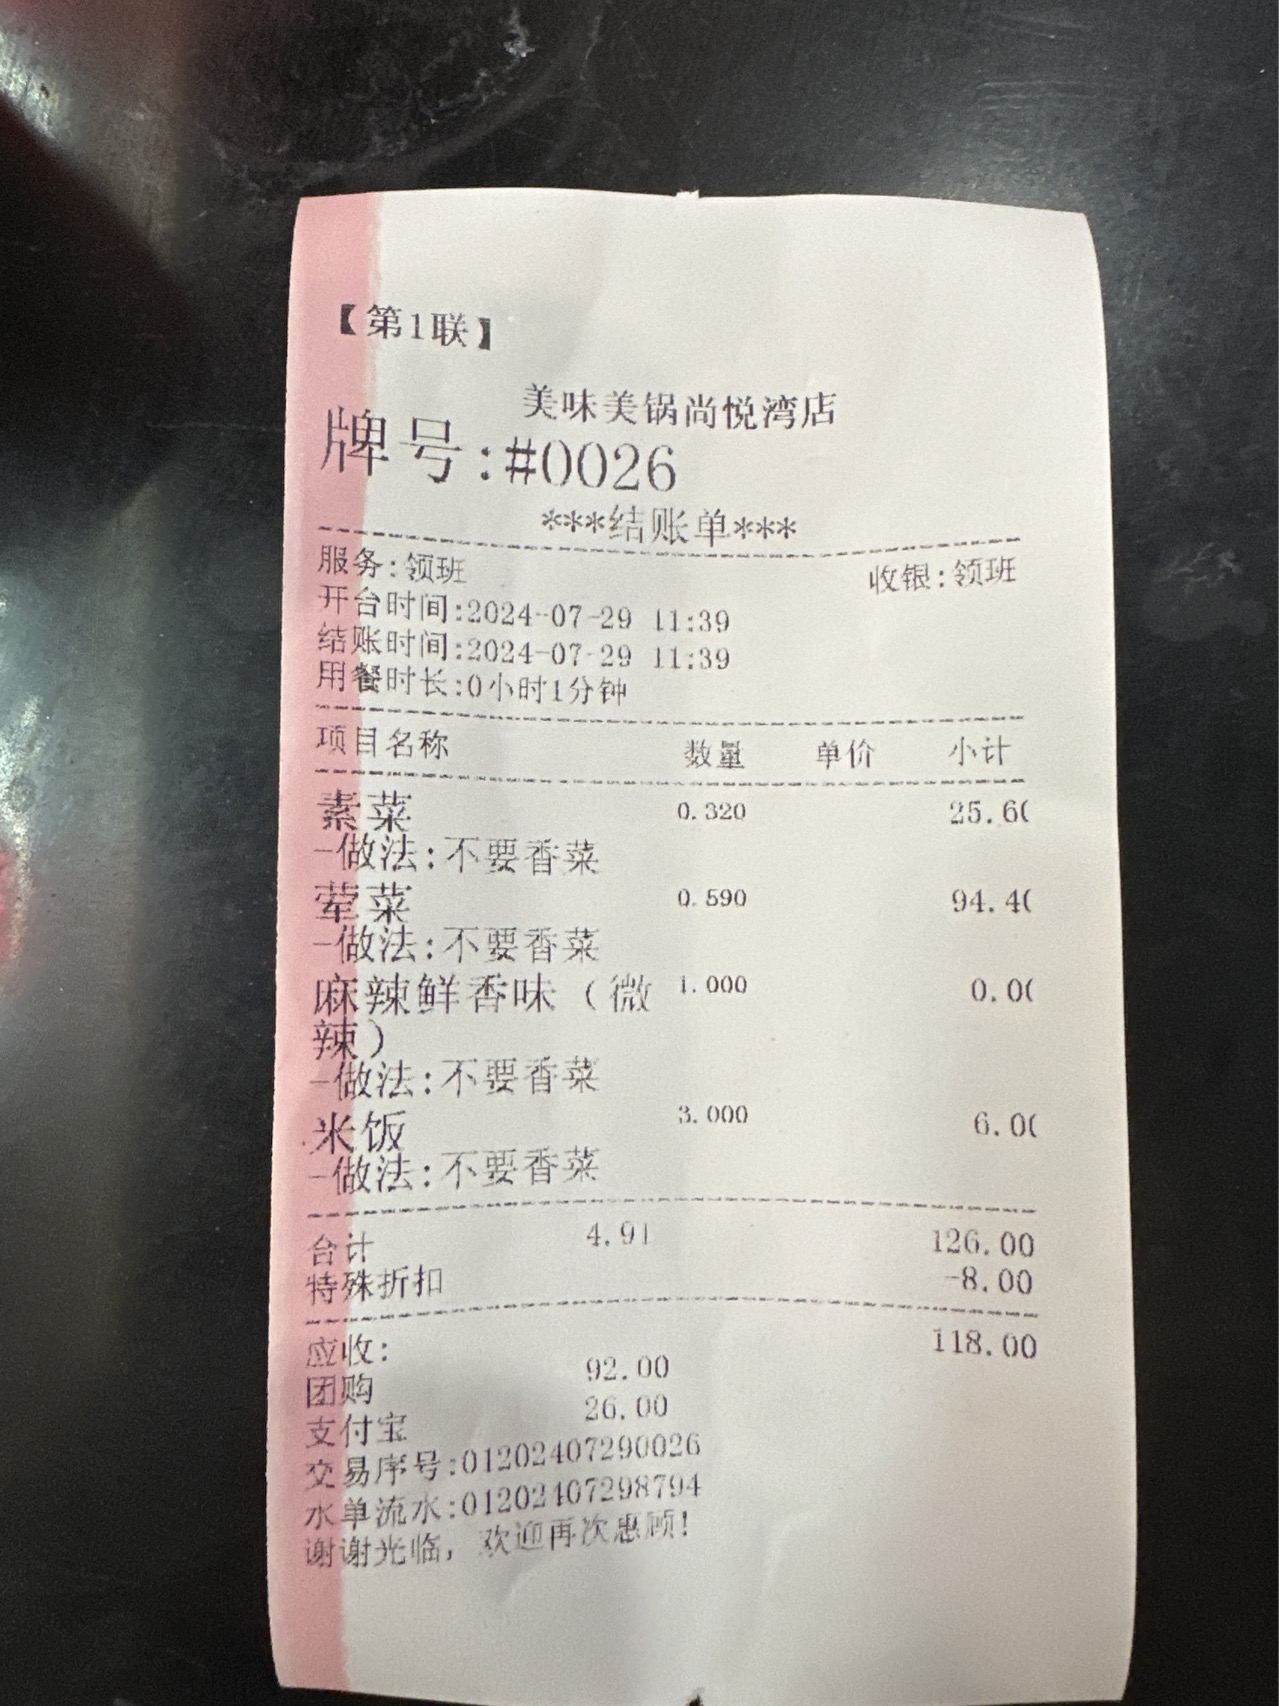 【第1联】
美味美锅尚悦湾店
牌号:#0026
***结账单***
服务:领班 收银:领班
开台时间:2024-07-29 11:39
结账时间:2024-07-29 11:39
用餐时长:0小时1分钟
项目名称 数量 单价 小计
素菜 0.320 25.6(
-做法:不要香菜
荤菜 0.590 94.4(
-做法:不要香菜
麻辣鲜香味(微 1.000 0.0(
辣)
-做法:不要香菜
米饭 3.000 6.0(
-做法:不要香菜
合计 4.91 126.00
特殊折扣 -8.00
应收: 118.00
团购 92.00
支付宝 26.00
交易序号:01202407290026
水单流水:01202407298794
谢谢光临,欢迎再次惠顾!